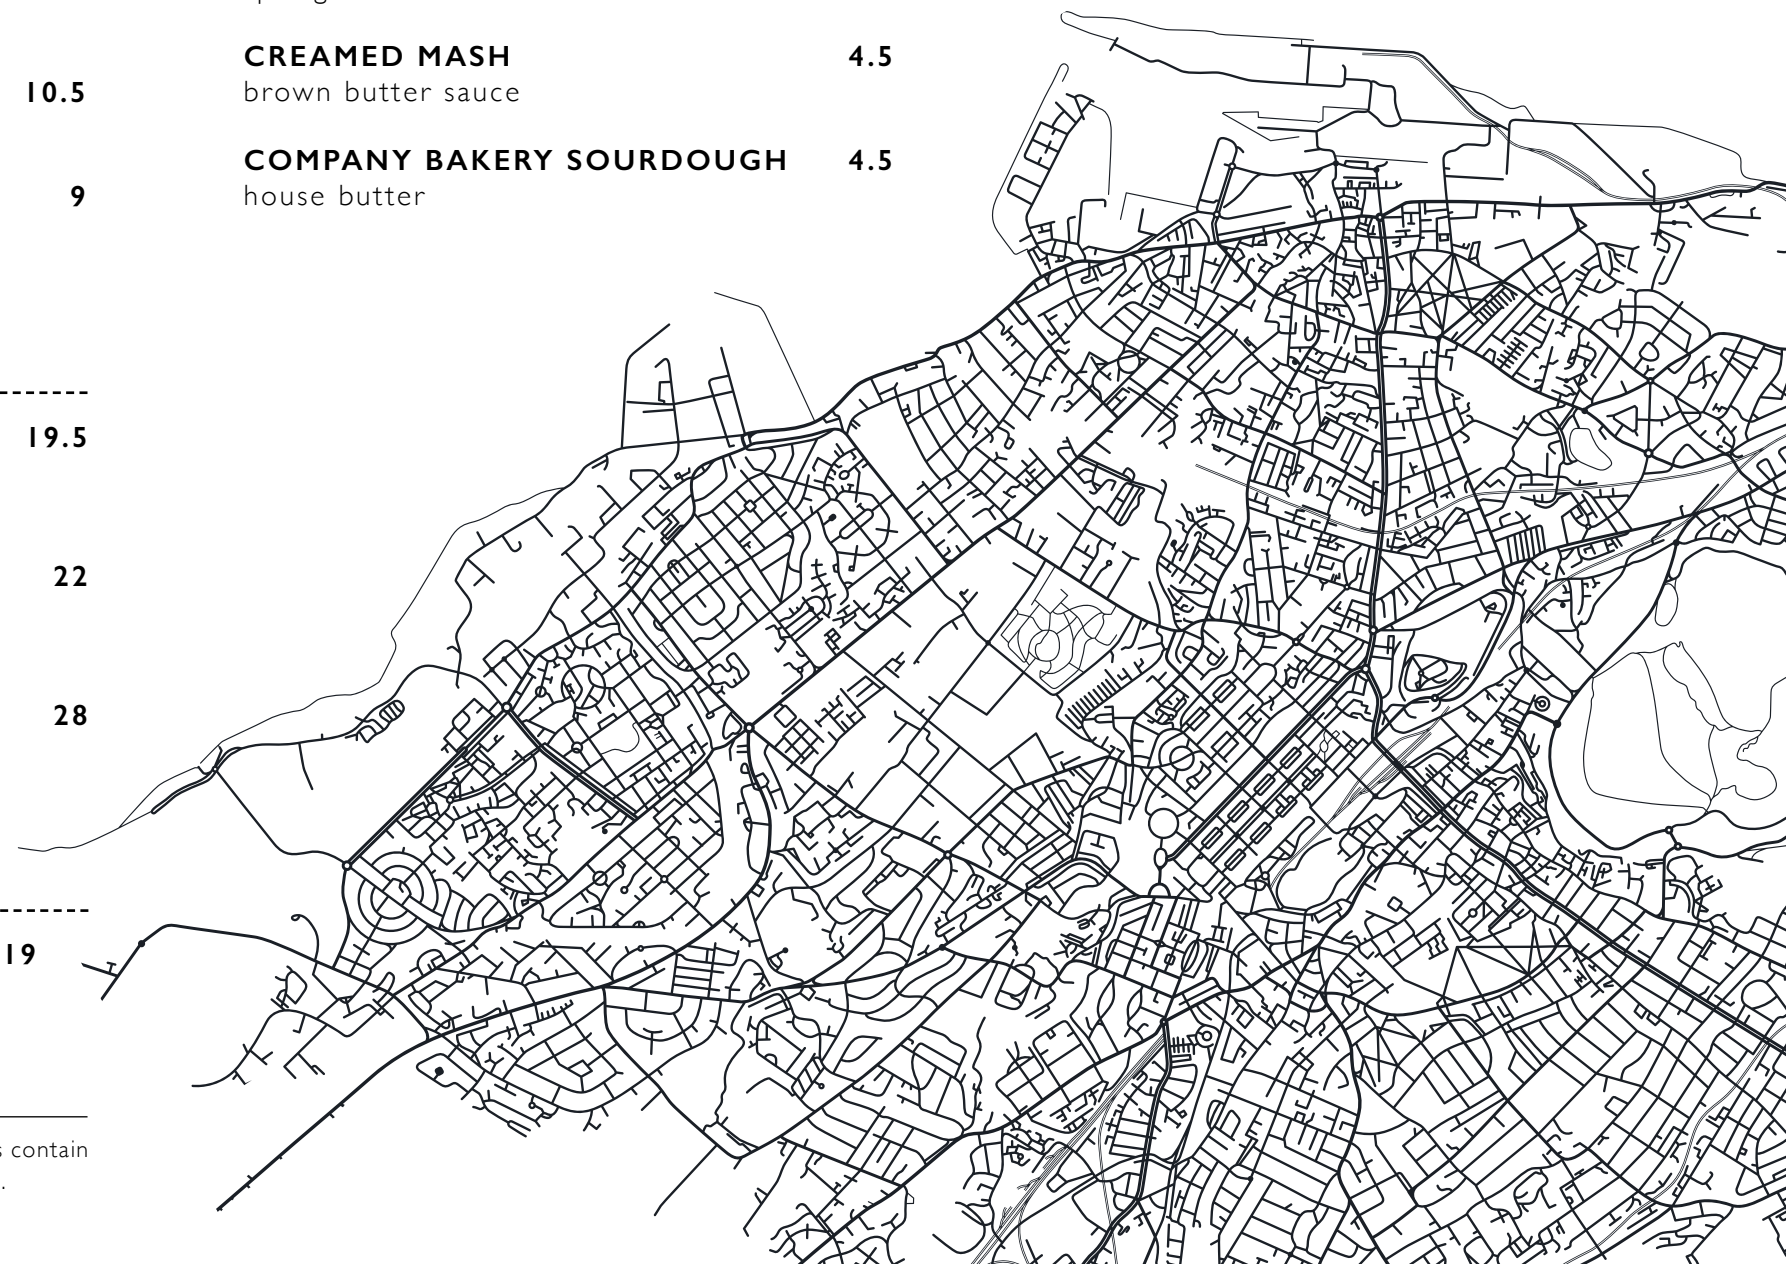 10.5
9
19.5
22
28
19
s contain
.
CREAMED MASH 4.5
brown butter sauce
COMPANY BAKERY SOURDOUGH 4.5
house butter